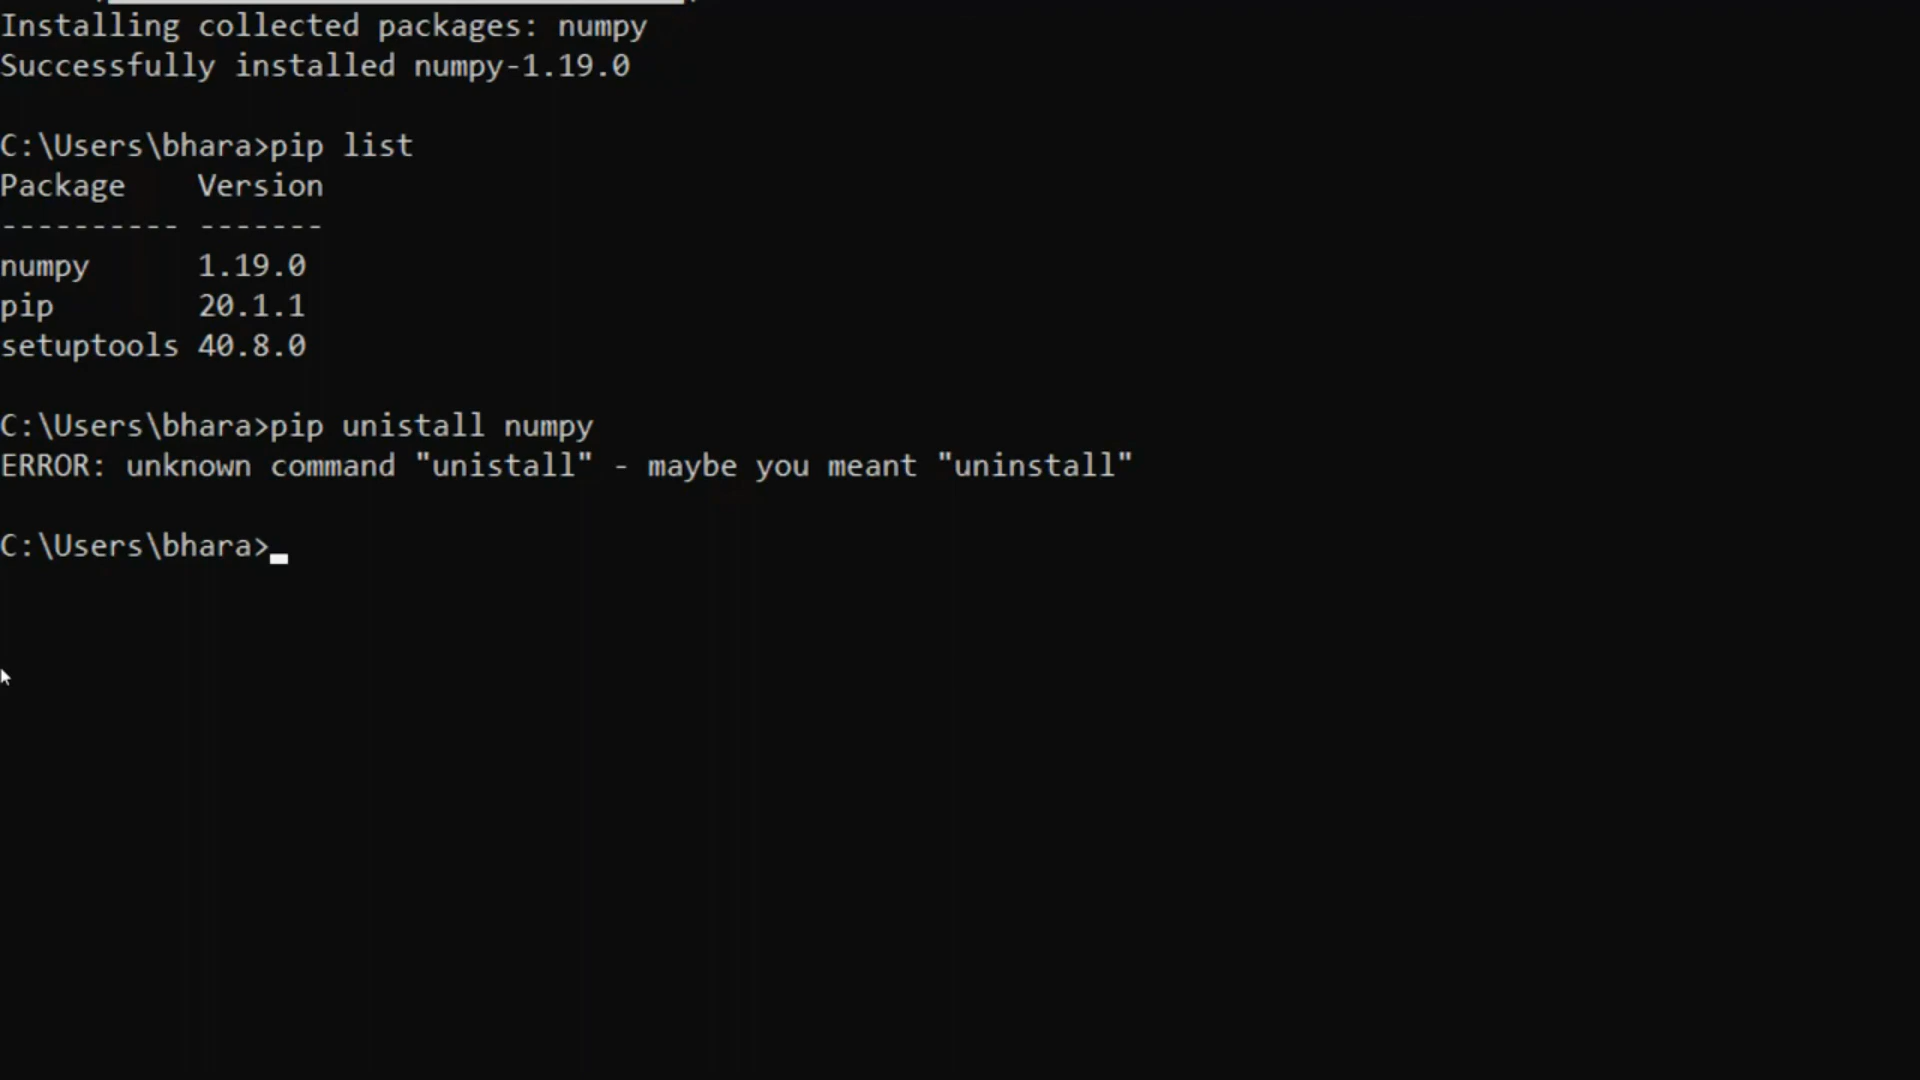 Installing collected packages: numpy
Successfully installed numpy-1.19.0
C:\Users\bhara>pip list
Package    Version
---------- -------
numpy      1.19.0
pip        20.1.1
setuptools 40.8.0
C:\Users\bhara>pip unistall numpy
ERROR: unknown command "unistall" - maybe you meant "uninstall"
C:\Users\bhara>